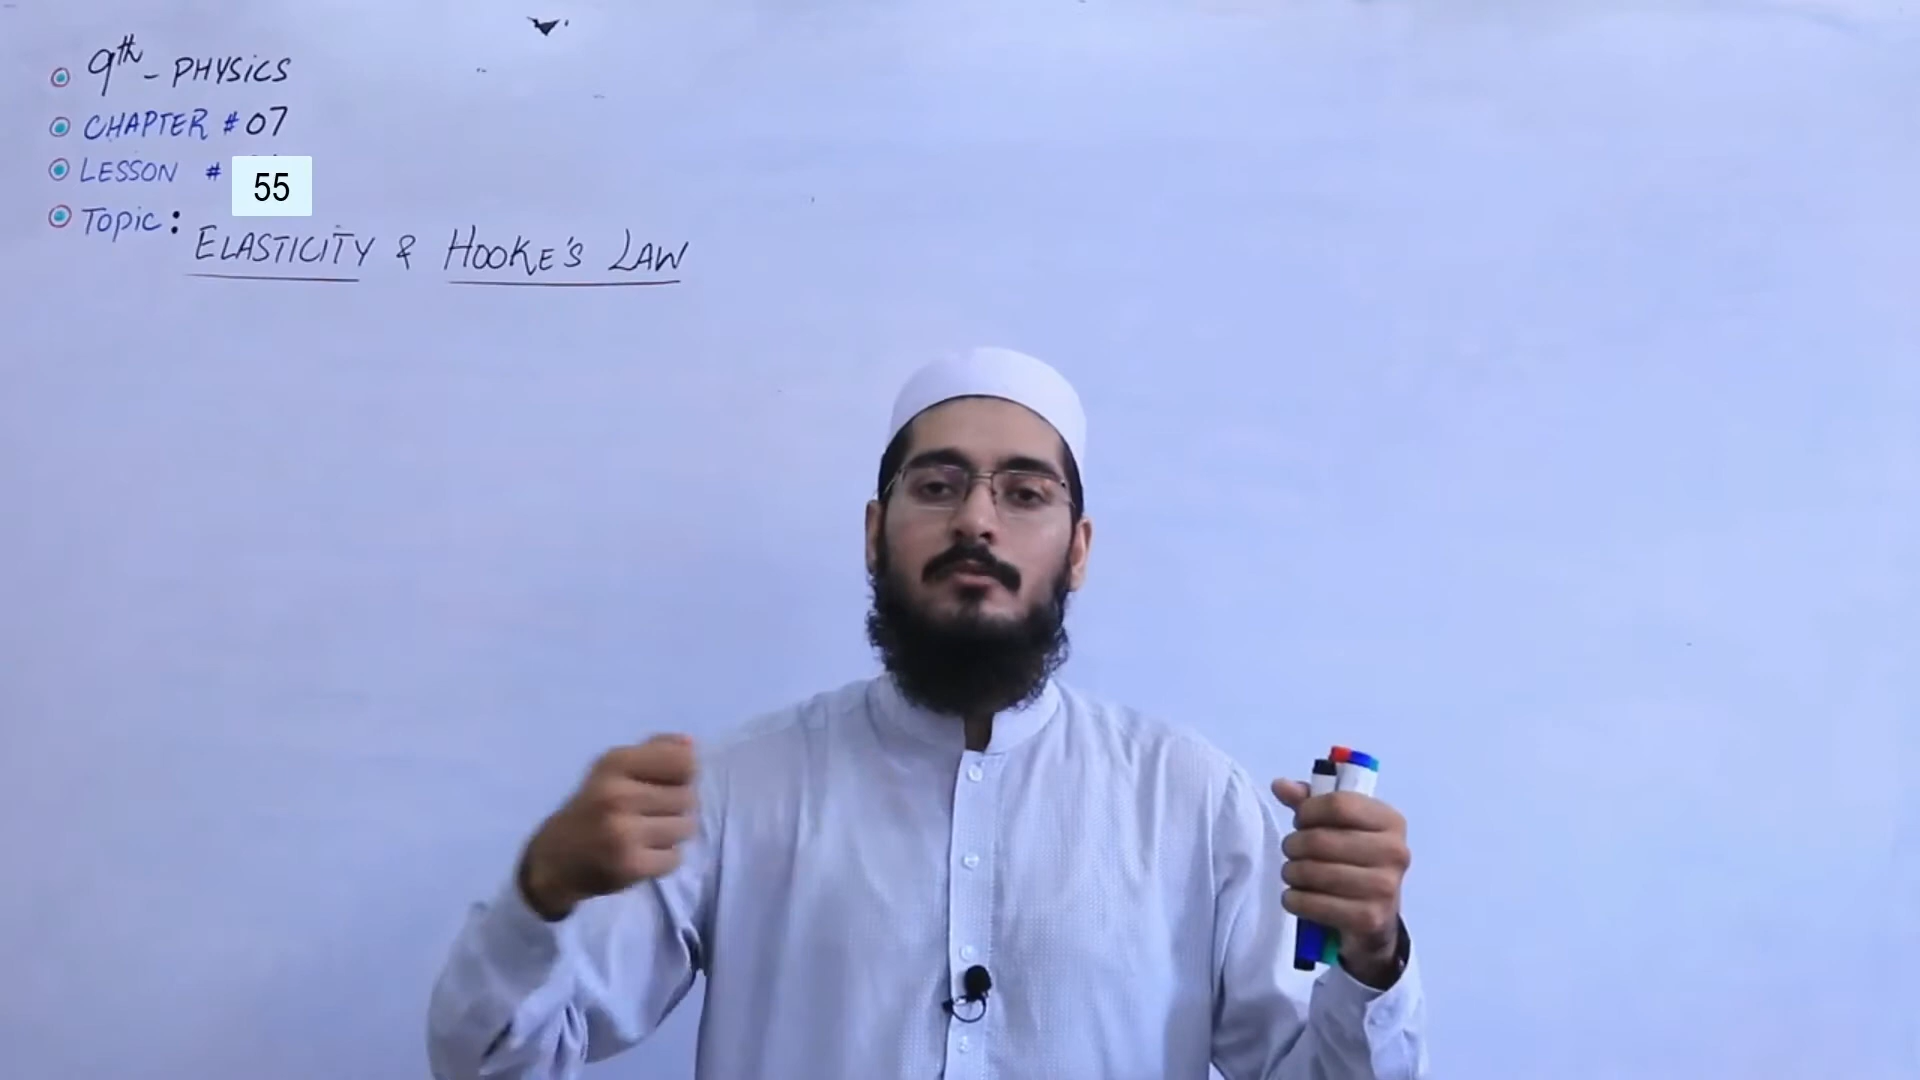 9th - PHYSICS
CHAPTER # 07
LESSON # 55
Topic:
ELASTICITY & HOOKE'S LAW